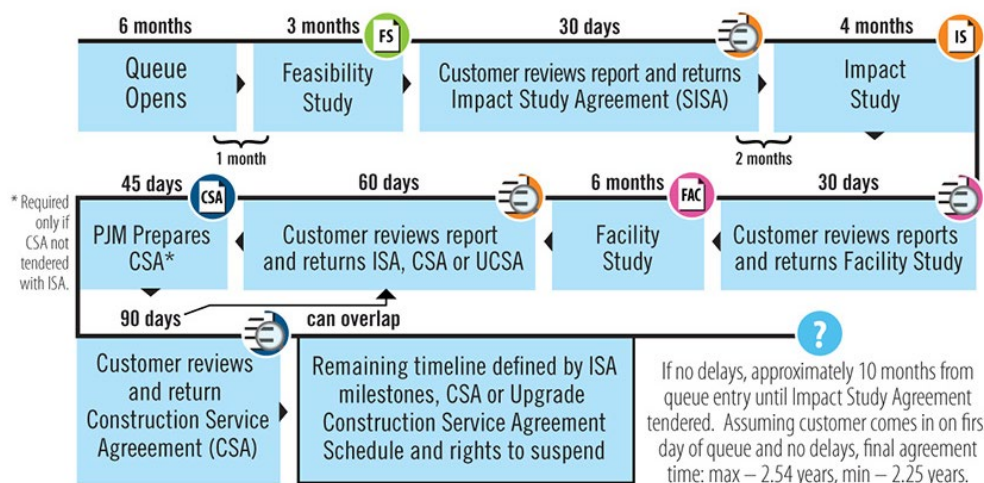 6 months
3 months
FS
30 days
4 months
IS
Queue
Opens
Feasibility
Study
Customer reviews report and returns
Impact Study Agreement (SISA)
Impact
Study
1 month
2 months
45 days
CSA
60 days
6 months
FAC
30 days
* Required
only if
CSA not
tendered
with ISA.
PJM Prepares
CSA*
Customer reviews report
and returns ISA, CSA or UCSA
Facility
Study
Customer reviews reports
and returns Facility Study
90 days
can overlap
Customer reviews
and return
Construction Service
Agreeement (CSA)
Remaining timeline defined by ISA
milestones, CSA or Upgrade
Construction Service Agreement
Schedule and rights to suspend
?
If no delays, approximately 10 months from
queue entry until Impact Study Agreement
tendered. Assuming customer comes in on firs
day of queue and no delays, final agreement
time: max – 2.54 years, min – 2.25 years.